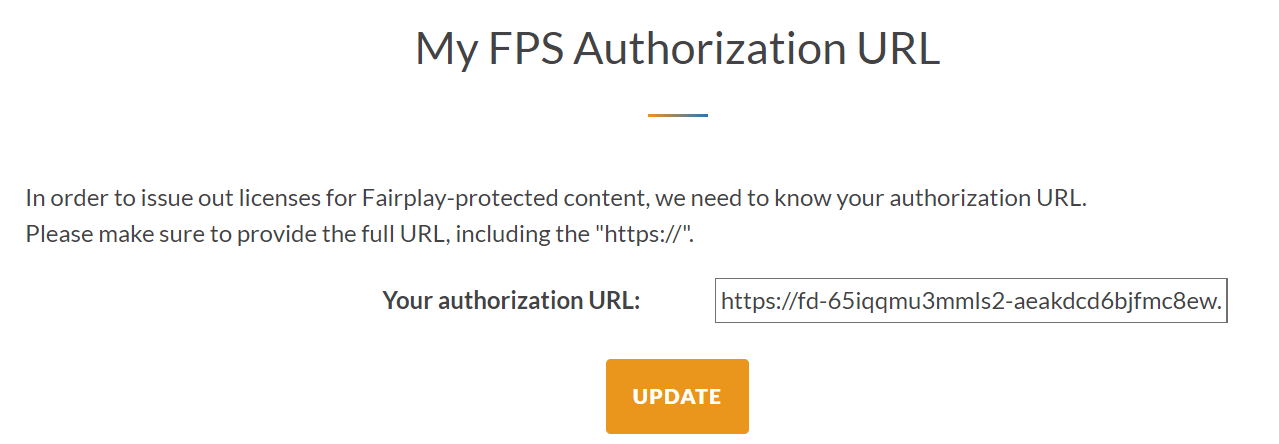 My FPS Authorization URL
In order to issue out licenses for Fairplay-protected content, we need to know your authorization URL.
Please make sure to provide the full URL, including the "https://".
Your authorization URL: https://fd-65iqqmu3mmls2-aeakdcd6bjfmc8ew.
UPDATE